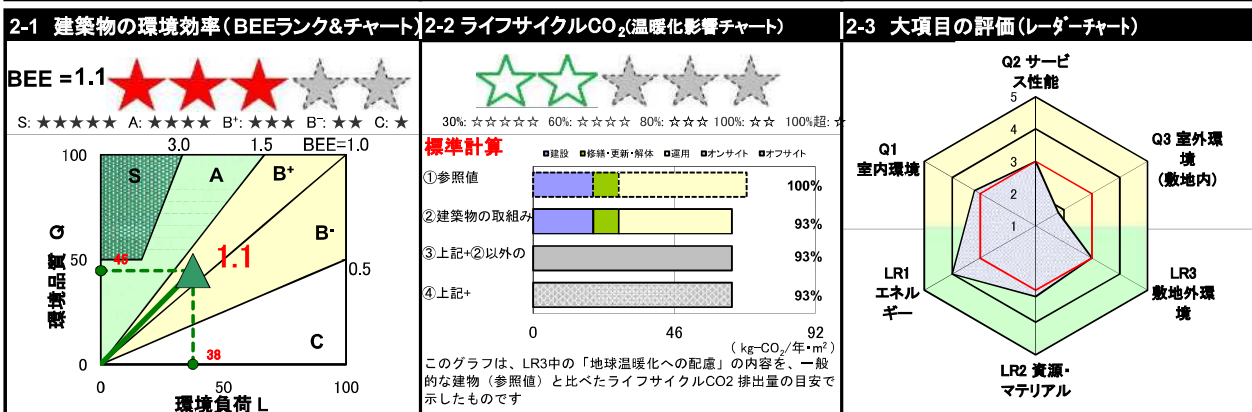 2-1 建築物の環境効率(BEEランク&チャート)
BEE =1.1
S: ★★★★★ A: ★★★★ B⁺: ★★★ B⁻: ★★ C: ★
3.0 1.5 BEE=1.0
100
S A B⁺
B⁻
50
46
1.1
0.5
C
環境品質 Q
0
38
0 50 100
環境負荷 L
2-2 ライフサイクルCO₂(温暖化影響チャート)
30%: ☆☆☆☆☆ 60%: ☆☆☆☆ 80%: ☆☆☆ 100%: ☆☆ 100%超: ☆
標準計算
建設 修繕・更新・解体 運用 オンサイト オフサイト
①参照値 100%
②建築物の取組み 93%
③上記+②以外の 93%
④上記+ 93%
0 46 92
( kg-CO₂/年・m²)
このグラフは、LR3中の「地球温暖化への配慮」の内容を、一般
的な建物(参照値)と比べたライフサイクルCO2 排出量の目安で
示したものです
2-3 大項目の評価(レーダーチャート)
Q2 サービ
ス性能
5
4
3
2
1
Q1
室内環境
Q3 室外環
境
(敷地内)
LR1
エネル
ギー
LR3
敷地外環
境
LR2 資源・
マテリアル